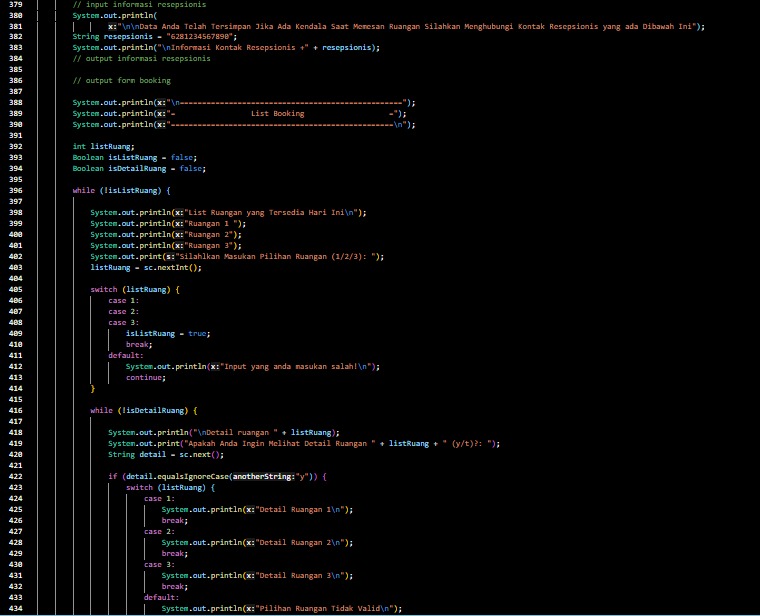 379 // input informasi resepsionis
380 System.out.println(
381 x:"\n\nData Anda Telah Tersimpan Jika Ada Kendala Saat Memesan Ruangan Silahkan Menghubungi Kontak Resepsionis yang ada Dibawah Ini");
382 String resepsionis = "6281234567890";
383 System.out.println("\nInformasi Kontak Resepsionis +" + resepsionis);
384 // output informasi resepsionis
385
386 // output form booking
387
388 System.out.println(x:"\n==================================================");
389 System.out.println(x:"=                 List Booking                   =");
390 System.out.println(x:"==================================================\n");
391
392 int listRuang;
393 Boolean isListRuang = false;
394 Boolean isDetailRuang = false;
395
396 while (!isListRuang) {
397
398 System.out.println(x:"List Ruangan yang Tersedia Hari Ini\n");
399 System.out.println(x:"Ruangan 1 ");
400 System.out.println(x:"Ruangan 2");
401 System.out.println(x:"Ruangan 3");
402 System.out.print(s:"Silahlkan Masukan Pilihan Ruangan (1/2/3): ");
403 listRuang = sc.nextInt();
404
405 switch (listRuang) {
406 case 1:
407 case 2:
408 case 3:
409 isListRuang = true;
410 break;
411 default:
412 System.out.println(x:"Input yang anda masukan salah!\n");
413 continue;
414 }
415
416 while (!isDetailRuang) {
417
418 System.out.println("\nDetail ruangan " + listRuang);
419 System.out.print("Apakah Anda Ingin Melihat Detail Ruangan " + listRuang + " (y/t)?: ");
420 String detail = sc.next();
421
422 if (detail.equalsIgnoreCase(anotherString:"y")) {
423 switch (listRuang) {
424 case 1:
425 System.out.println(x:"Detail Ruangan 1\n");
426 break;
427 case 2:
428 System.out.println(x:"Detail Ruangan 2\n");
429 break;
430 case 3:
431 System.out.println(x:"Detail Ruangan 3\n");
432 break;
433 default:
434 System.out.println(x:"Pilihan Ruangan Tidak Valid\n");